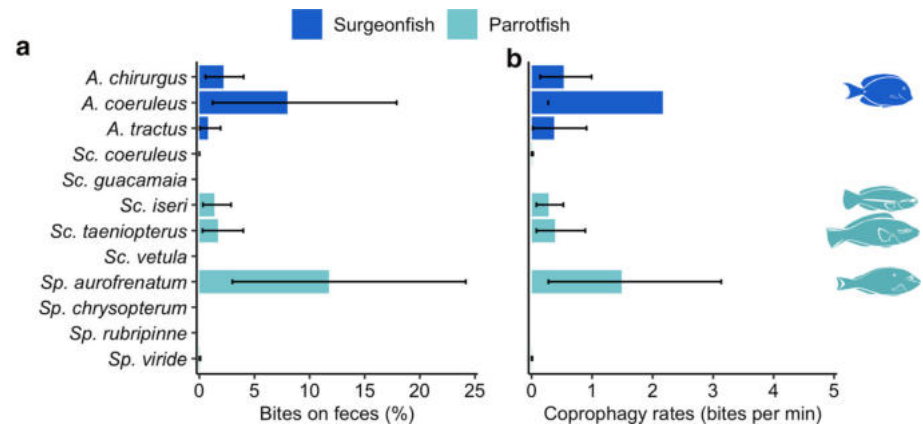 Surgeonfish Parrotfish
a b
A. chirurgus
A. coeruleus
A. tractus
Sc. coeruleus
Sc. guacamaia
Sc. iseri
Sc. taeniopterus
Sc. vetula
Sp. aurofrenatum
Sp. chrysopterum
Sp. rubripinne
Sp. viride
0 5 10 15 20 25 0 1 2 3 4 5
Bites on feces (%) Coprophagy rates (bites per min)